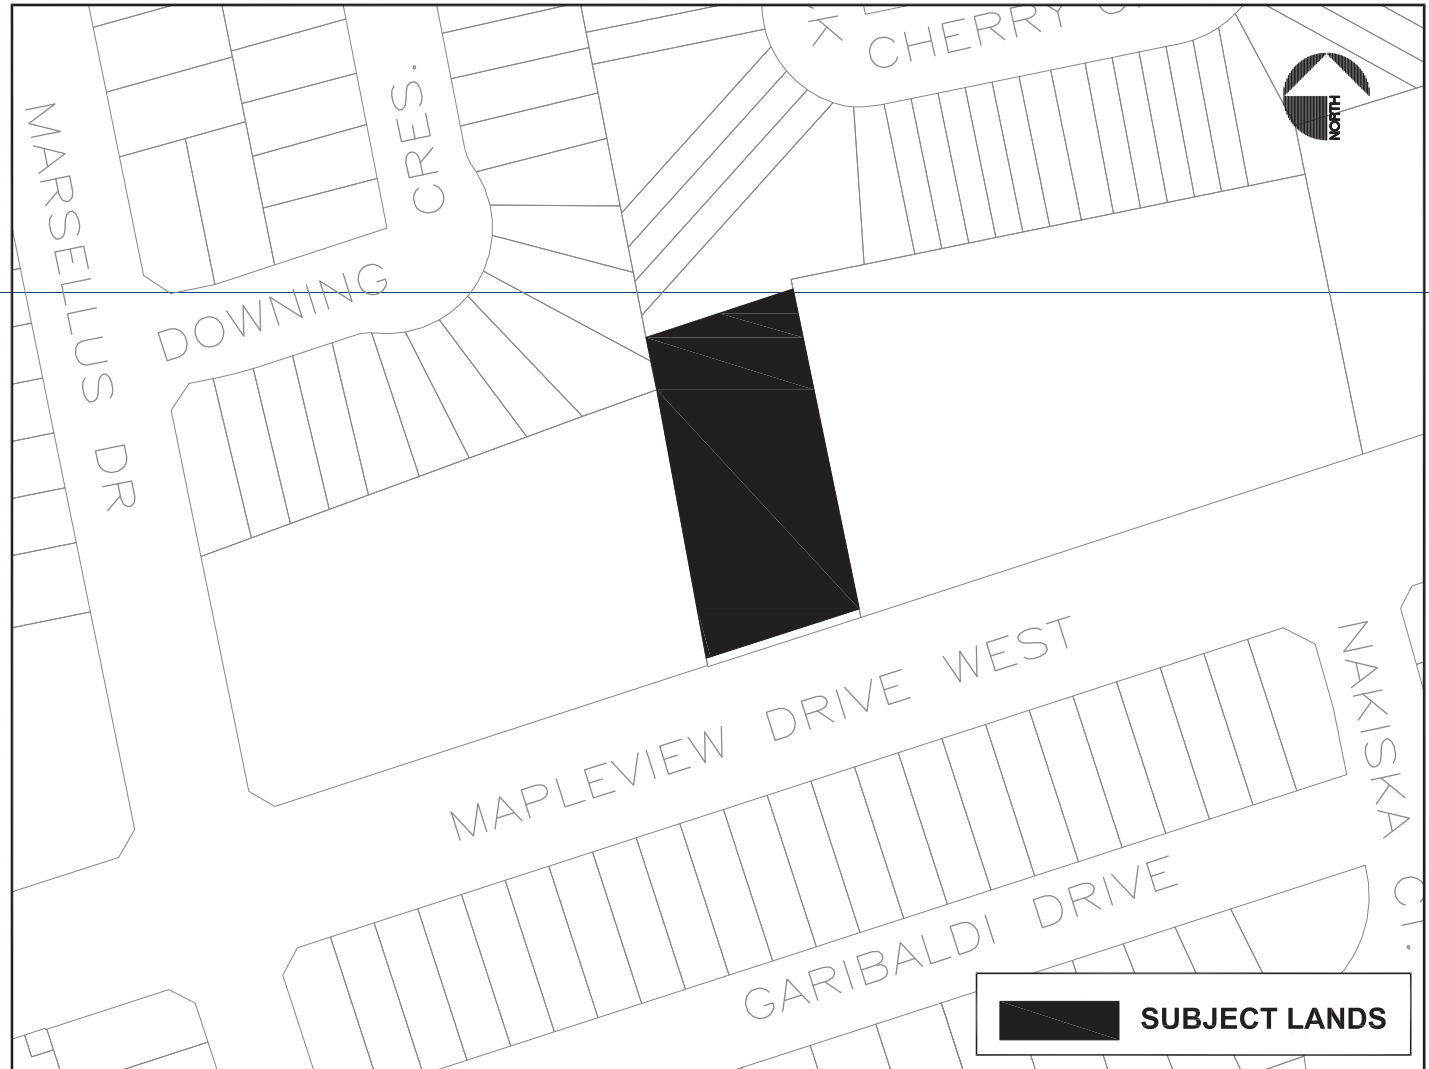 CHERRY
K
NORTH
MARSELLUS DR
CRES.
DOWNING
MAPLEVIEW DRIVE WEST
NAKISKA CT.
GARIBALDI DRIVE
SUBJECT LANDS